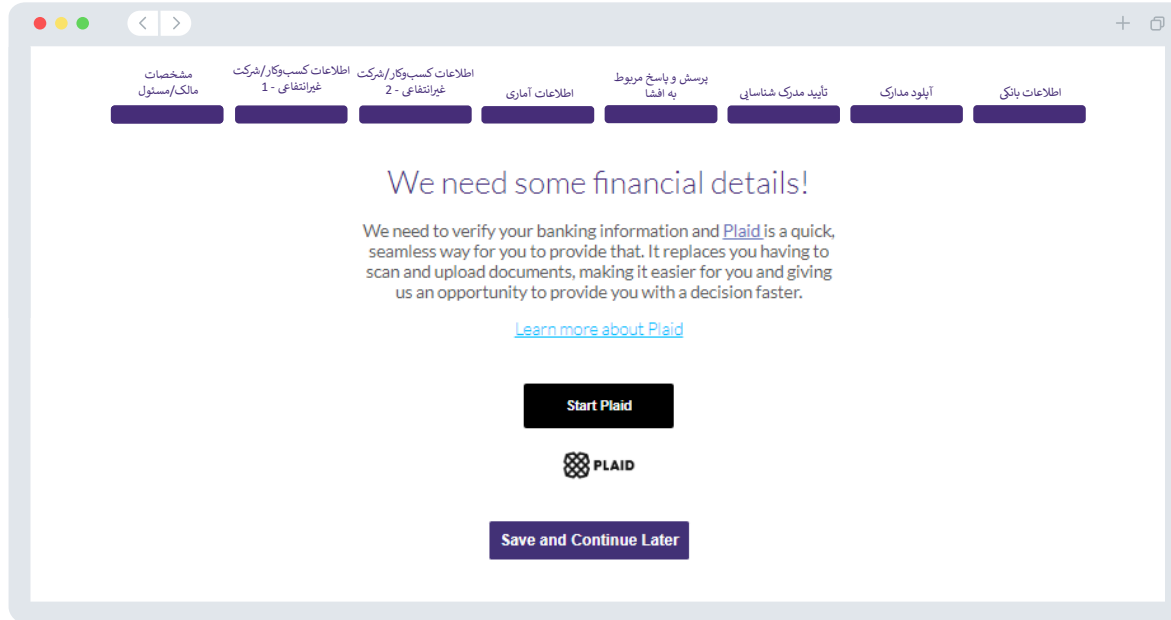 مشخصات
مالک/مسئول
اطلاعات کسب‌وکار/شرکت
غیرانتفاعی - 1
اطلاعات کسب‌وکار/شرکت
غیرانتفاعی - 2
اطلاعات آماری
پرسش و پاسخ مربوط
به افشا
تأیید مدرک شناسایی
آپلود مدارک
اطلاعات بانکی
We need some financial details!
We need to verify your banking information and Plaid is a quick,
seamless way for you to provide that. It replaces you having to
scan and upload documents, making it easier for you and giving
us an opportunity to provide you with a decision faster.
Learn more about Plaid
Start Plaid
PLAID
Save and Continue Later